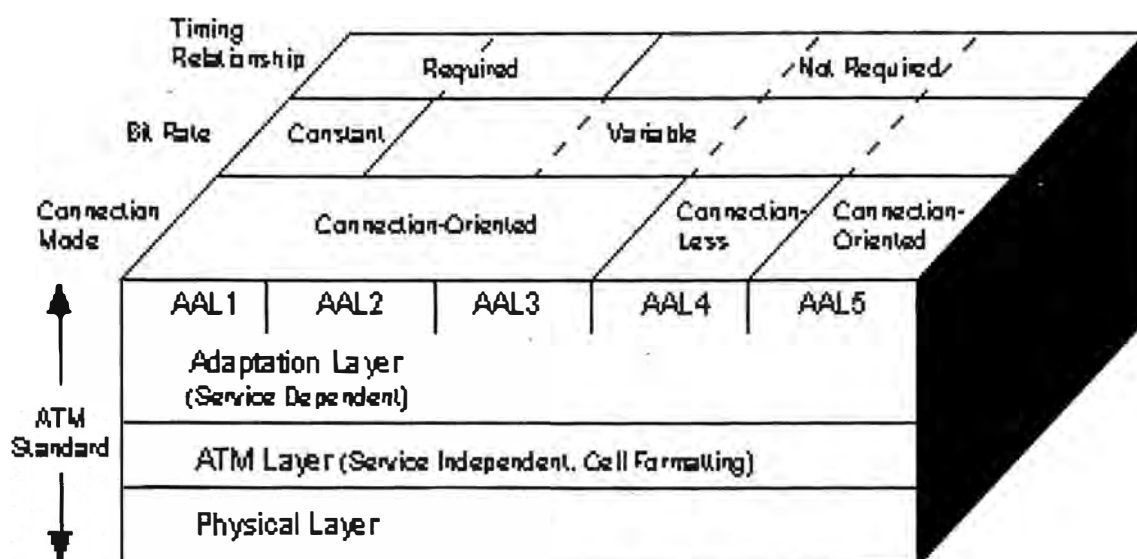 Timing
Relationship
Required
Not Required
Bit Rate
Constant
Variable
Connection
Mode
Connection-Oriented
Connection-
Less
Connection-
Oriented
AAL1
AAL2
AAL3
AAL4
AAL5
Adaptation Layer
(Service Dependent)
ATM
Standard
ATM Layer (Service Independent, Cell Formatting)
Physical Layer